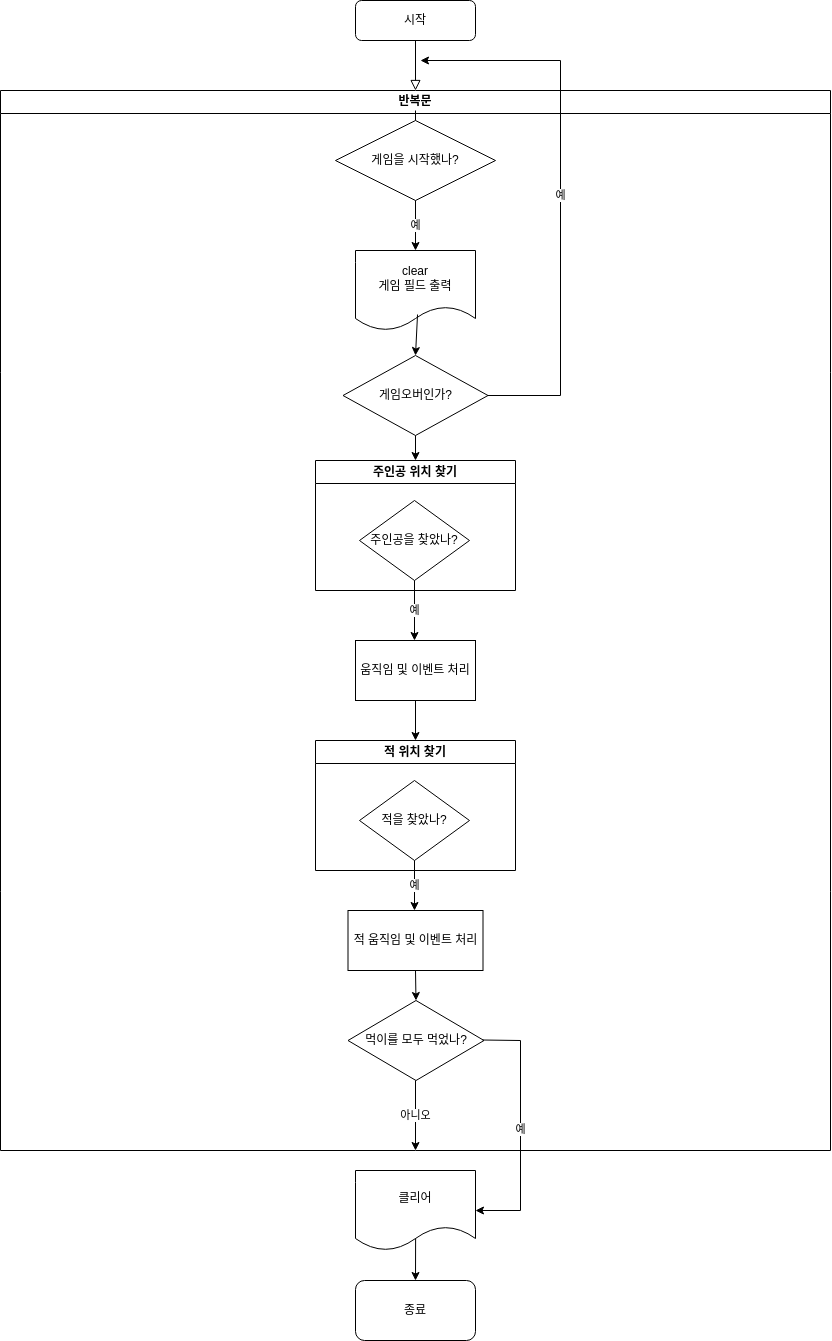 시작
반복문
게임을 시작했나?
예
예
clear
게임 필드 출력
게임오버인가?
주인공 위치 찾기
주인공을 찾았나?
예
움직임 및 이벤트 처리
적 위치 찾기
적을 찾았나?
예
적 움직임 및 이벤트 처리
먹이를 모두 먹었나?
아니오
예
클리어
종료